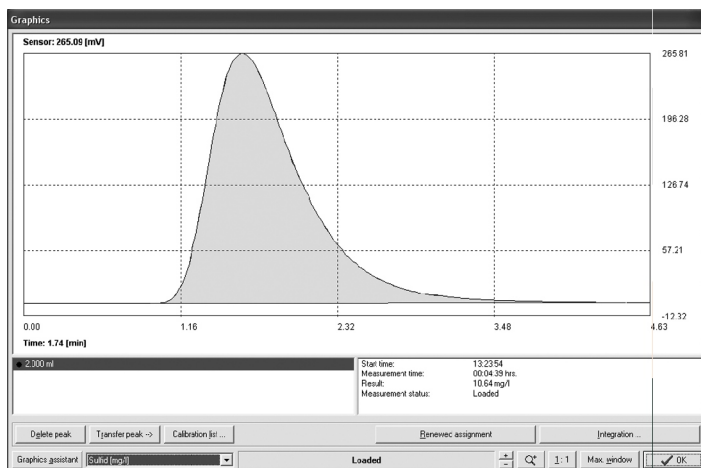 Graphics
Sensor: 265.09 [mV]
265.81
196.28
126.74
57.21
-12.32
0.00 1.16 2.32 3.48 4.63
Time: 1.74 [min]
2.000 ml
Start time: 13:23:54
Measurement time: 00:04:39 hrs.
Result: 10.64 mg/l
Measurement status: Loaded
Delete peak Transfer peak -> Calibration list ... Renewec assignment Integration ...
Graphics assistant Sulfid [mg/l] Loaded + - 1:1 Max. window OK